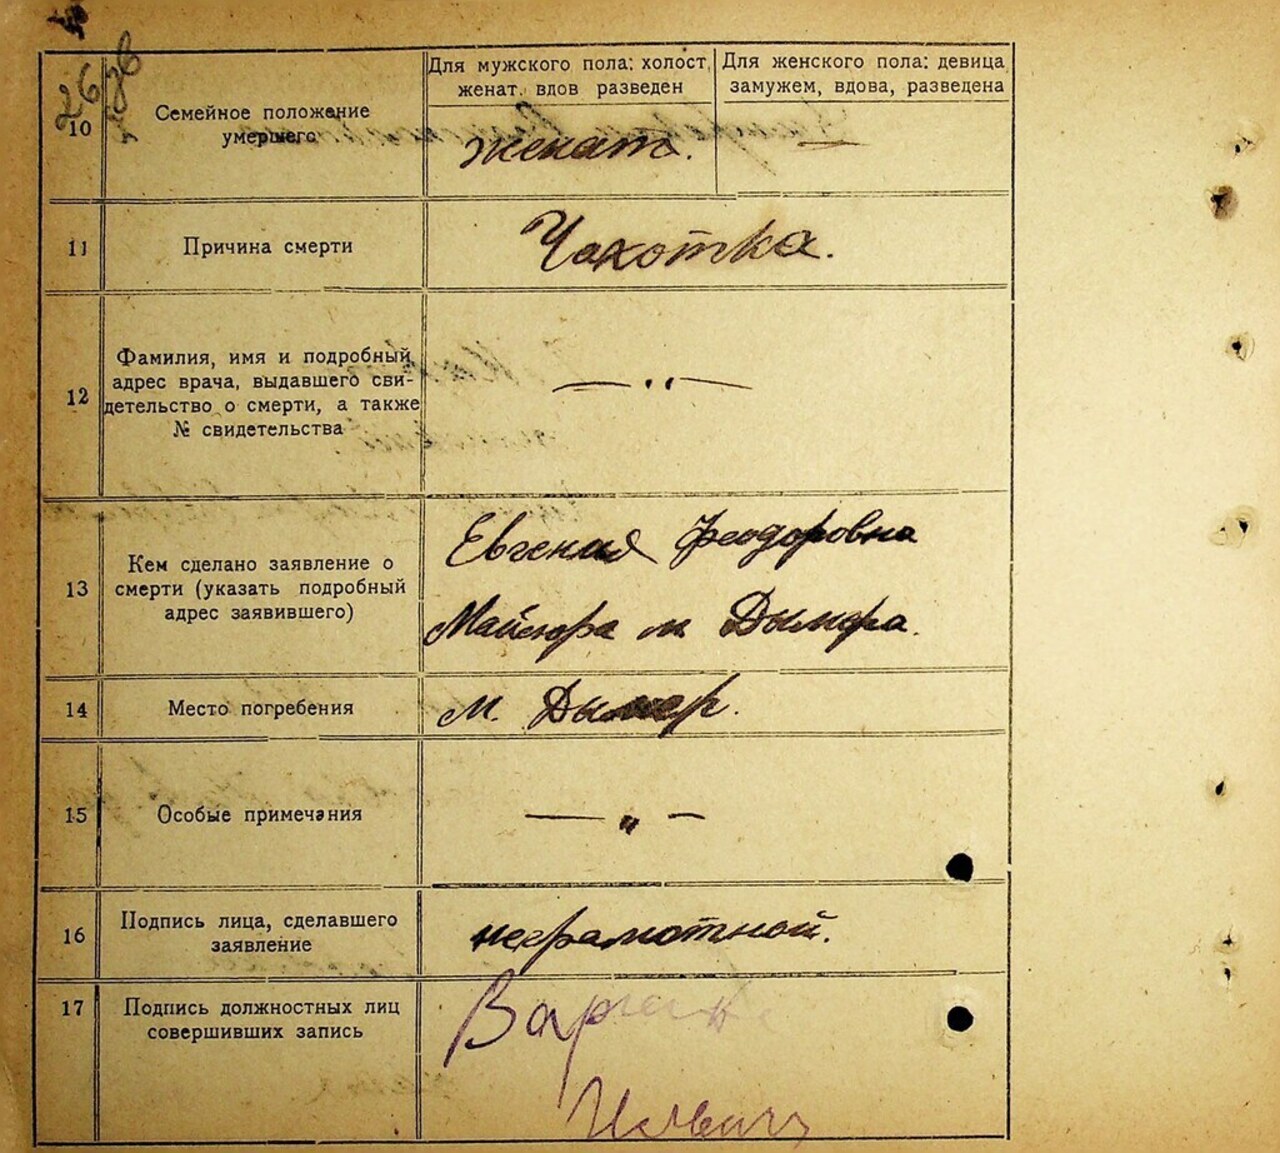 26
10
Семейное положение
умершего
Для мужского пола: холост,
женат. вдов разведен
Для женского пола: девица
замужем, вдова, разведена
женат.
—
11
Причина смерти
Чахотка.
12
Фамилия, имя и подробный
адрес врача, выдавшего сви-
детельство о смерти, а также
№ свидетельства
— „ —
13
Кем сделано заявление о
смерти (указать подробный
адрес заявившего)
Евгения Феодоровна
м Дымера.
14
Место погребения
м. Дымер.
15
Особые примечания
— „ —
16
Подпись лица, сделавшего
заявление
неграмотной.
17
Подпись должностных лиц
совершивших запись